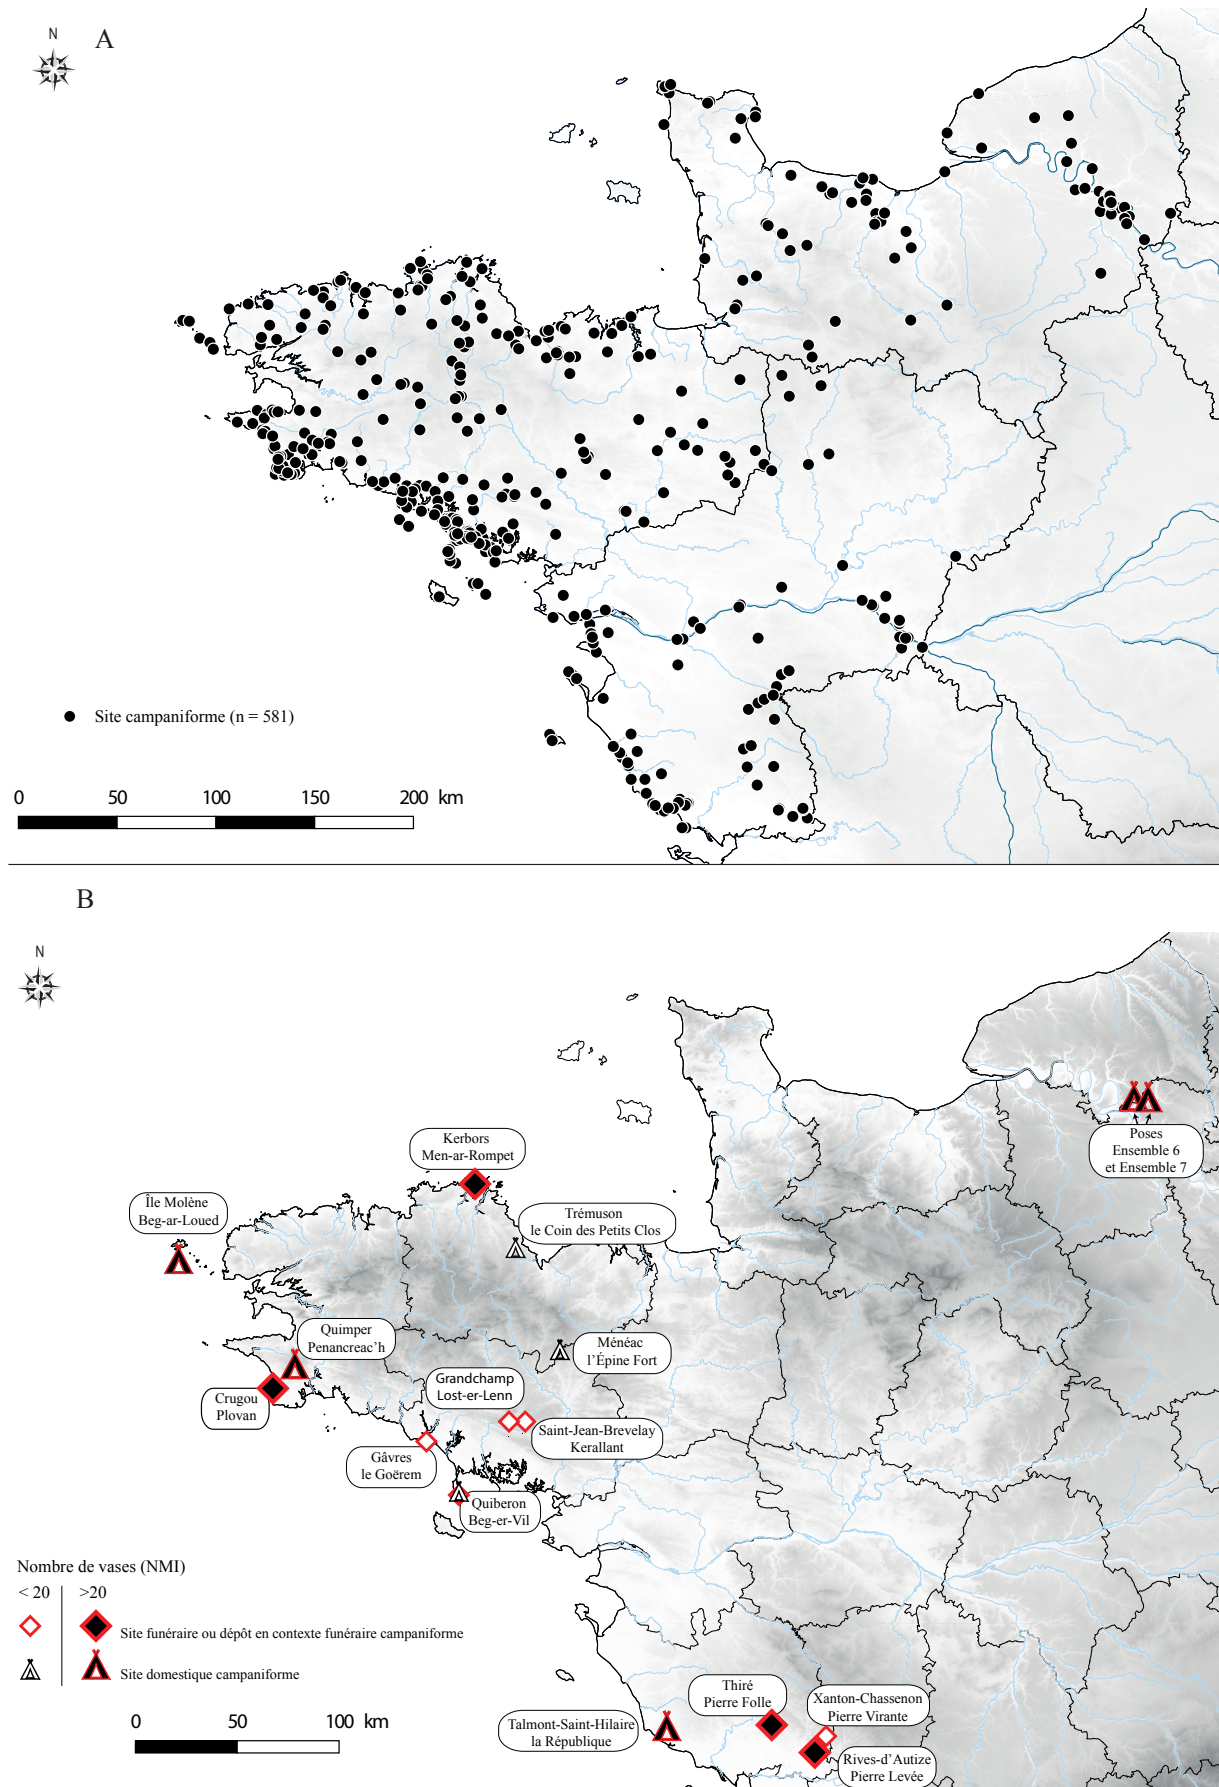 N
A
Site campaniforme (n = 581)
0 50 100 150 200 km
B
N
Kerbors
Men-ar-Rompet
Poses
Ensemble 6
et Ensemble 7
Île Molène
Beg-ar-Loued
Trémuson
le Coin des Petits Clos
Quimper
Penancreac'h
Ménéac
l'Épine Fort
Grandchamp
Lost-er-Lenn
Crugou
Plovan
Saint-Jean-Brevelay
Kerallant
Gâvres
le Goërem
Quiberon
Beg-er-Vil
Nombre de vases (NMI)
< 20 >20
Site funéraire ou dépôt en contexte funéraire campaniforme
Site domestique campaniforme
0 50 100 km
Thiré
Pierre Folle
Xanton-Chassenon
Pierre Virante
Talmont-Saint-Hilaire
la République
Rives-d'Autize
Pierre Levée